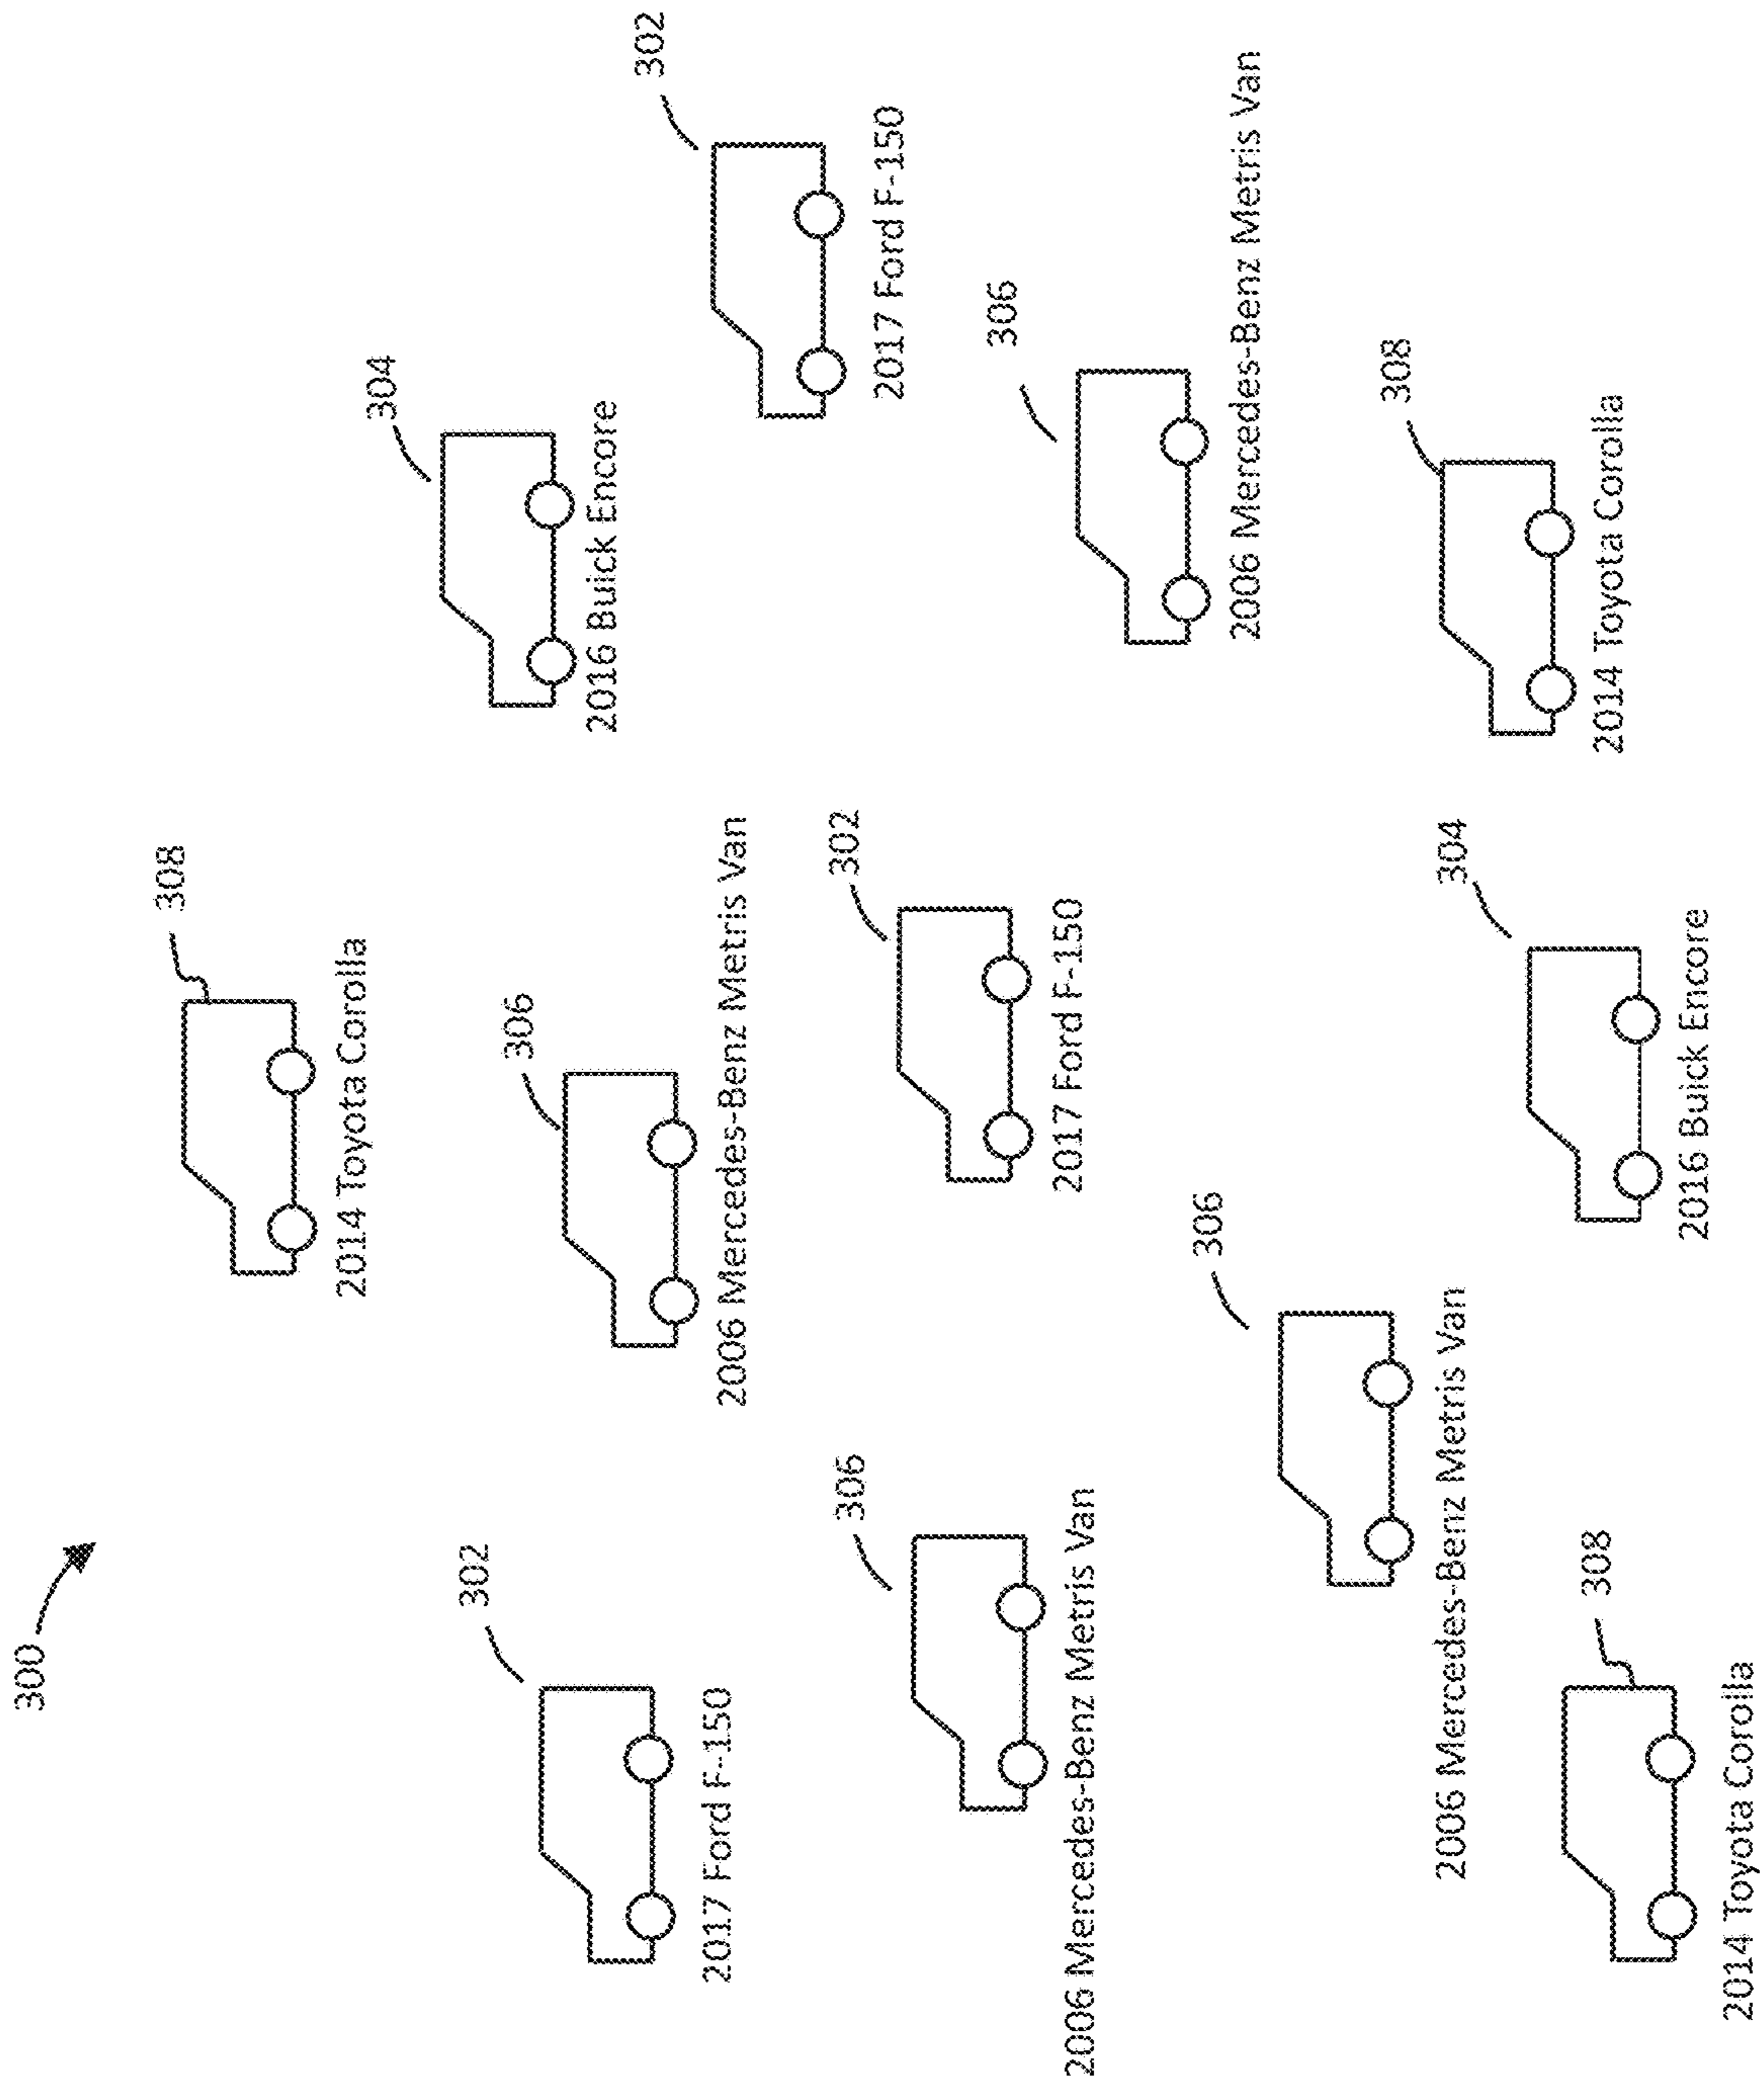 300
308
2014 Toyota Corolla
304
2016 Buick Encore
302
2017 Ford F-150
306
2006 Mercedes-Benz Metris Van
302
2017 Ford F-150
306
2006 Mercedes-Benz Metris Van
302
2017 Ford F-150
306
2006 Mercedes-Benz Metris Van
306
2006 Mercedes-Benz Metris Van
308
2014 Toyota Corolla
308
2014 Toyota Corolla
304
2016 Buick Encore